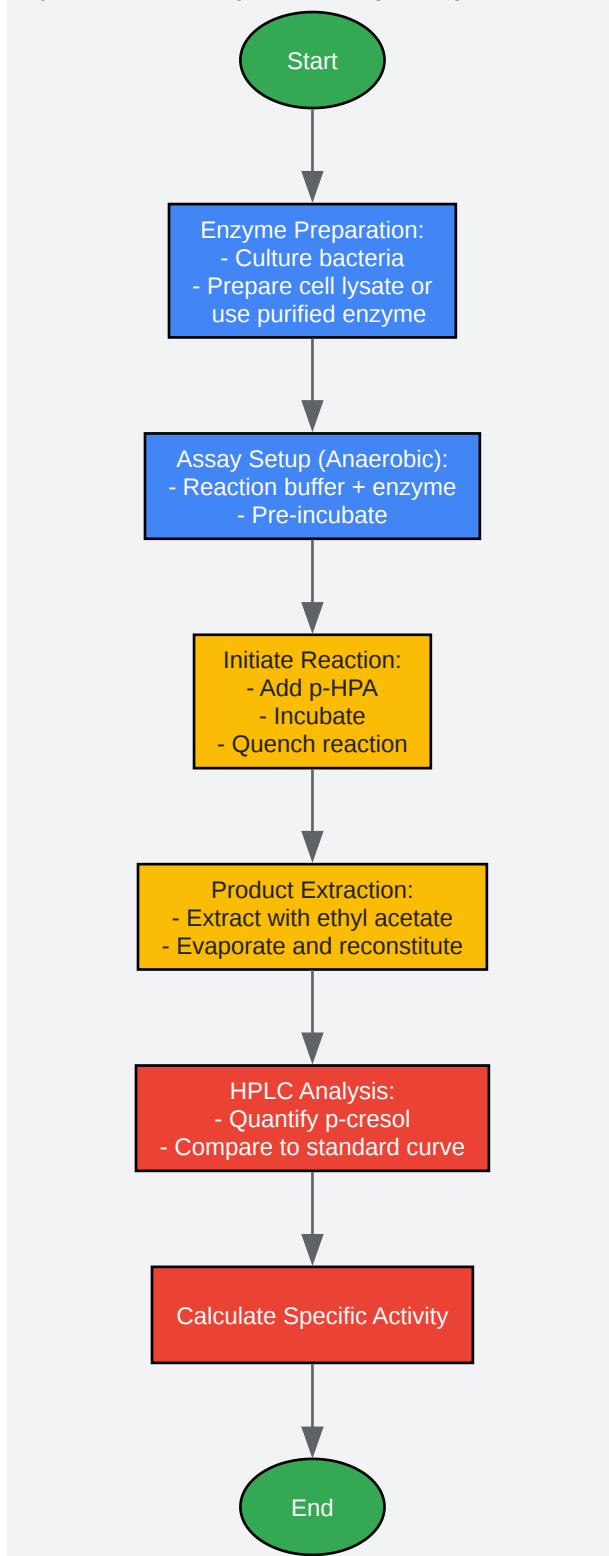 Start
Enzyme Preparation:
- Culture bacteria
- Prepare cell lysate or
use purified enzyme
Assay Setup (Anaerobic):
- Reaction buffer + enzyme
- Pre-incubate
Initiate Reaction:
- Add p-HPA
- Incubate
- Quench reaction
Product Extraction:
- Extract with ethyl acetate
- Evaporate and reconstitute
HPLC Analysis:
- Quantify p-cresol
- Compare to standard curve
Calculate Specific Activity
End